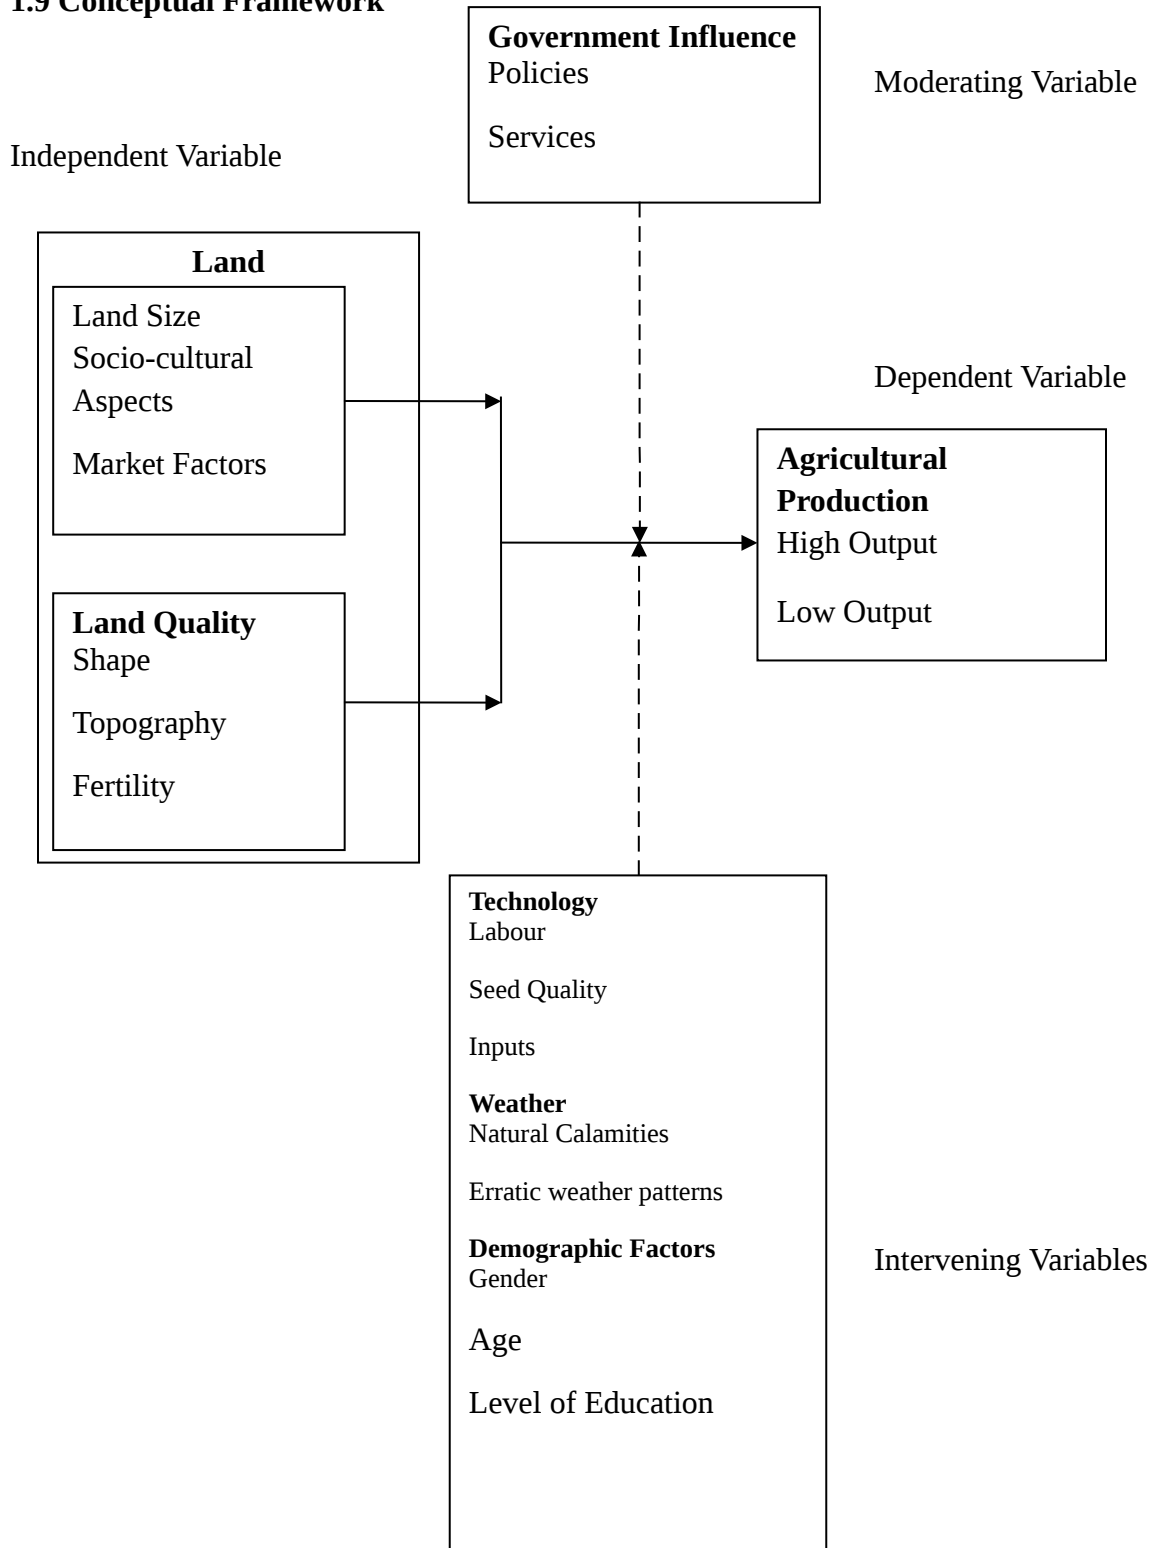 1.9 Conceptual Framework
Government Influence
Policies
Services
Moderating Variable
Independent Variable
Land
Land Size
Socio-cultural
Aspects
Market Factors
Land Quality
Shape
Topography
Fertility
Dependent Variable
Agricultural
Production
High Output
Low Output
Technology
Labour
Seed Quality
Inputs
Weather
Natural Calamities
Erratic weather patterns
Demographic Factors
Gender
Age
Level of Education
Intervening Variables